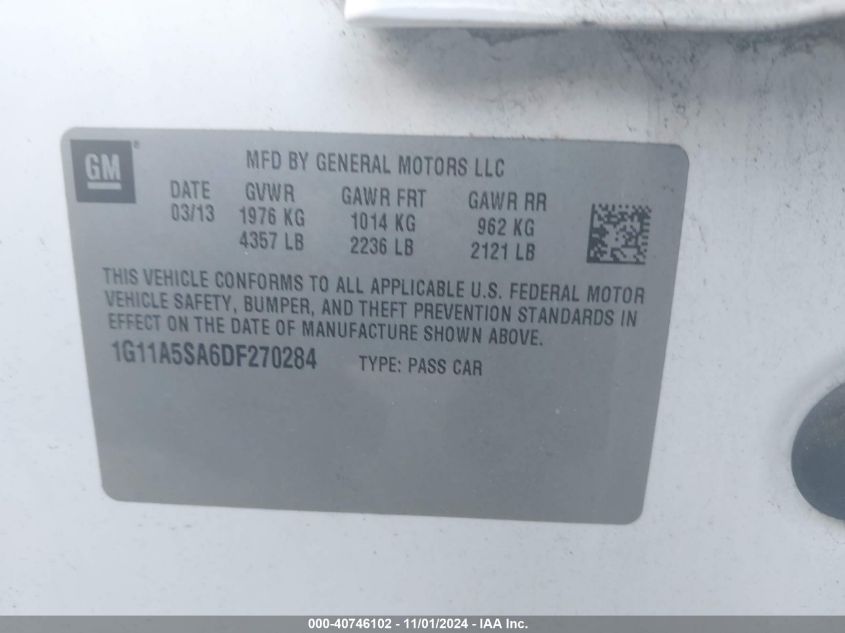 GM
MFD BY GENERAL MOTORS LLC
DATE GVWR GAWR FRT GAWR RR
03/13 1976 KG 1014 KG 962 KG
4357 LB 2236 LB 2121 LB
THIS VEHICLE CONFORMS TO ALL APPLICABLE U.S. FEDERAL MOTOR
VEHICLE SAFETY, BUMPER, AND THEFT PREVENTION STANDARDS IN
EFFECT ON THE DATE OF MANUFACTURE SHOWN ABOVE.
1G11A5SA6DF270284 TYPE: PASS CAR
000-40746102 - 11/01/2024 - IAA Inc.